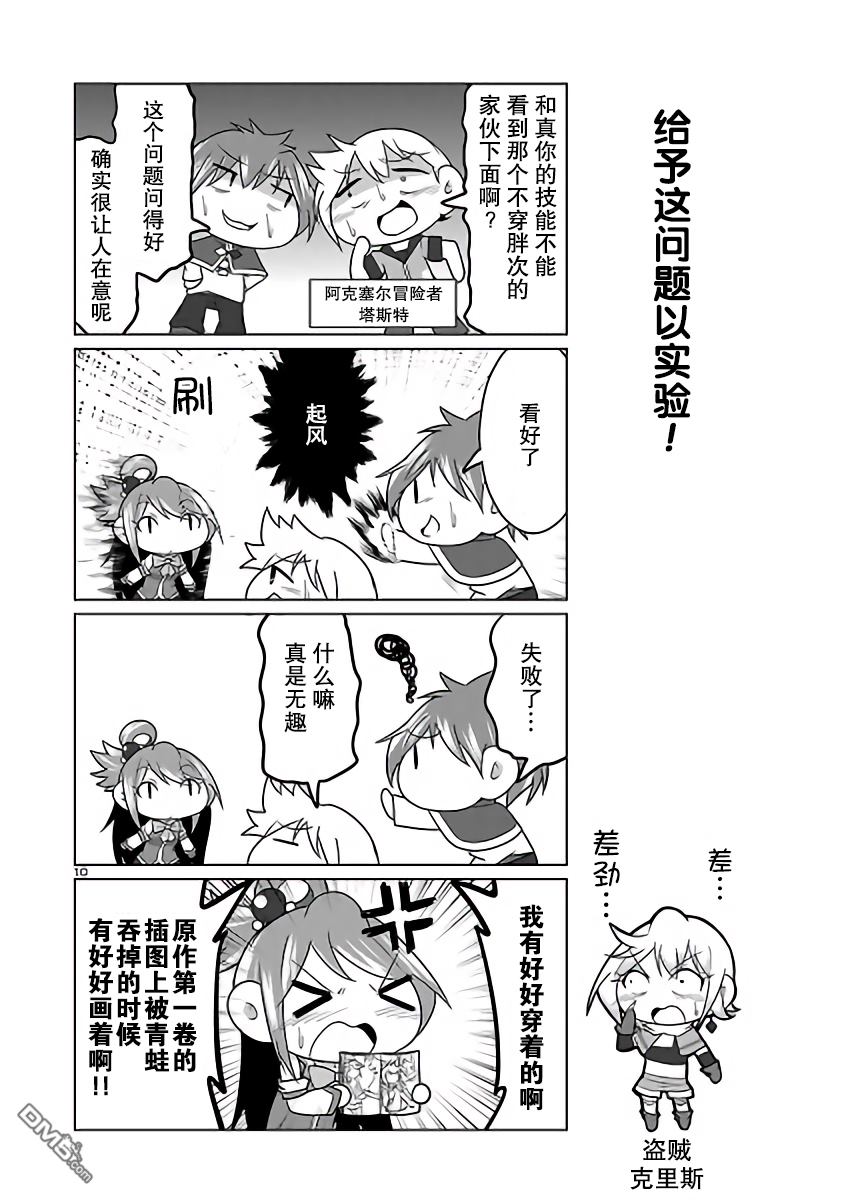 给予这问题以实验！
和真你的技能不能
看到那个不穿胖次的
家伙下面啊？
阿克塞尔冒险者
塔斯特
这个问题问得好
确实很让人在意呢
看好了
起风
刷
失败了…
什么嘛
真是无趣
10
我有好好穿着的啊
原作第一卷的
插图上被青蛙
吞掉的时候
有好好画着啊!!
差…
差劲…
盗贼
克里斯
DM5